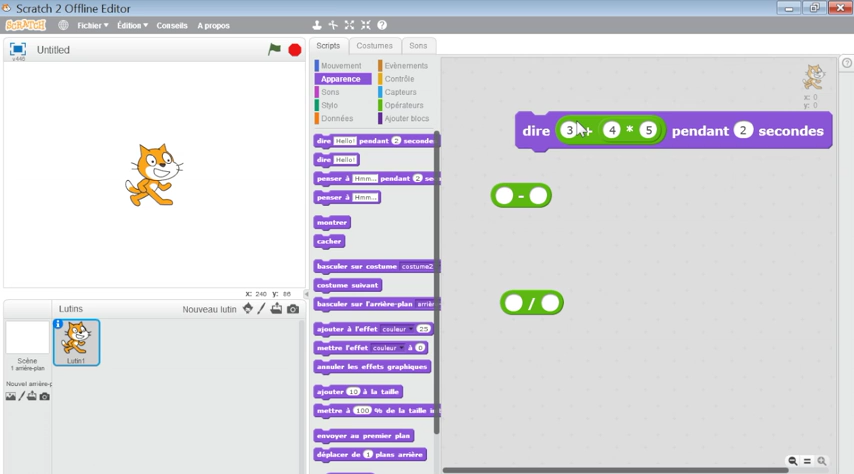 Scratch 2 Offline Editor
SCRATCH Fichier Édition Conseils A propos
Untitled
v446
Scripts Costumes Sons
Mouvement Evènements
Apparence Contrôle
Sons Capteurs
Stylo Opérateurs
Données Ajouter blocs
dire Hello! pendant 2 seconde
dire Hello!
penser à Hmm... pendant 2 se
penser à Hmm...
montrer
cacher
basculer sur costume costume2
costume suivant
basculer sur l'arrière-plan
ajouter à l'effet couleur 25
mettre l'effet couleur à 0
annuler les effets graphiques
ajouter 10 à la taille
mettre à 100 % de la taille in
envoyer au premier plan
déplacer de 1 plans arrière
dire 3 + 4 * 5 pendant 2 secondes
-
/
x: 0
y: 0
x: 240 y: 86
Lutins Nouveau lutin
Scène
1 arrière-plan
Nouvel arrière-p
Lutin1